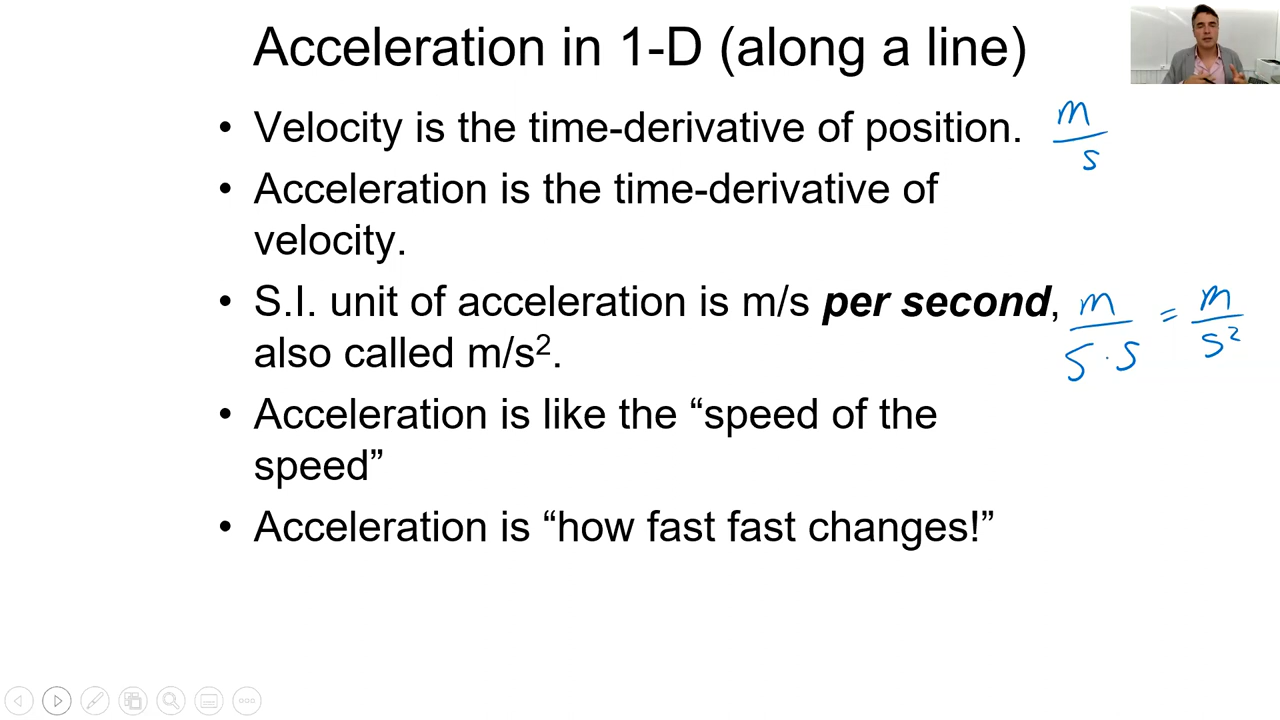 Acceleration in 1-D (along a line)
• Velocity is the time-derivative of position. m/s
• Acceleration is the time-derivative of
velocity.
• S.I. unit of acceleration is m/s per second, m/s·s = m/s²
also called m/s².
• Acceleration is like the “speed of the
speed”
• Acceleration is “how fast fast changes!”